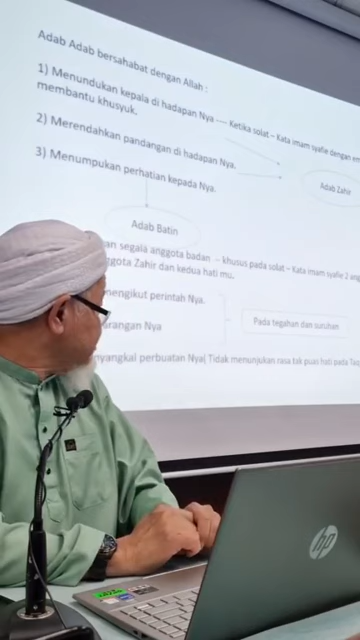 Adab Adab bersahabat dengan Allah :
1) Menundukan kepala di hadapan Nya ---- Ketika solat – Kata imam syafie dengan
membantu khusyuk.
2) Merendahkan pandangan di hadapan Nya.
3) Menumpukan perhatian kepada Nya.
Adab Zahir
Adab Batin
an segala anggota badan – khusus pada solat – Kata imam syafie 2
ggota Zahir dan kedua hati mu.
mengikut perintah Nya.
arangan Nya
Pada tegahan dan suruhan
nyangkal perbuatan Nya( Tidak menunjukan rasa tak puas hati pada
hp